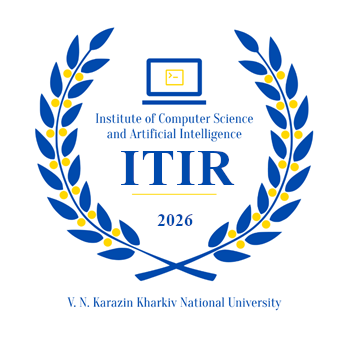 Institute of Computer Science
and Artificial Intelligence
ITIR
2026
V. N. Karazin Kharkiv National University